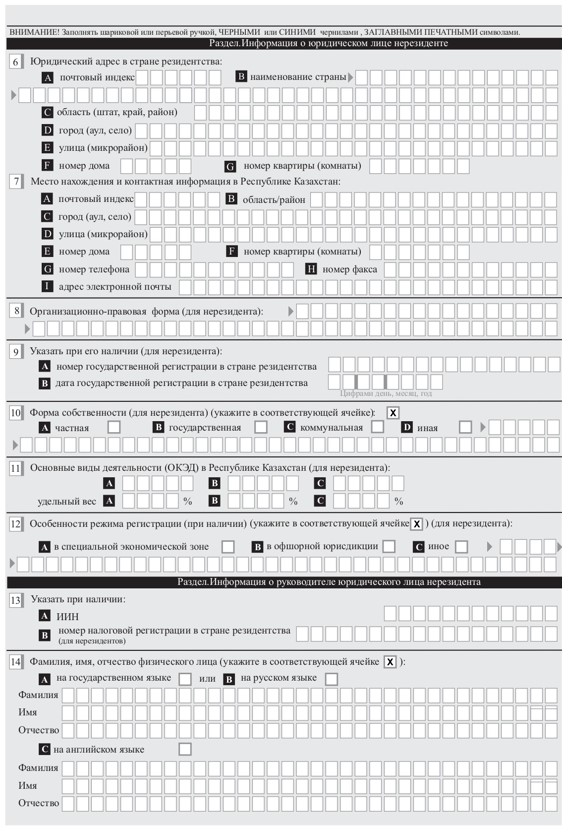 ВНИМАНИЕ! Заполнять шариковой или перьевой ручкой, ЧЕРНЫМИ или СИНИМИ чернилами , ЗАГЛАВНЫМИ ПЕЧАТНЫМИ символами.
Раздел.Информация о юридическом лице нерезиденте
6 Юридический адрес в стране резидентства:
A почтовый индекс B наименование страны
C область (штат, край, район)
D город (аул, село)
E улица (микрорайон)
F номер дома G номер квартиры (комнаты)
7 Место нахождения и контактная информация в Республике Казахстан:
A почтовый индекс B область/район
C город (аул, село)
D улица (микрорайон)
E номер дома F номер квартиры (комнаты)
G номер телефона H номер факса
I адрес электронной почты
8 Организационно-правовая форма (для нерезидента):
9 Указать при его наличии (для нерезидента):
A номер государственной регистрации в стране резидентства
B дата государственной регистрации в стране резидентства
Цифрами день, месяц, год
10 Форма собственности (для нерезидента) (укажите в соответствующей ячейке): X
A частная B государственная C коммунальная D иная
11 Основные виды деятельности (ОКЭД) в Республике Казахстан (для нерезидента):
A B C
удельный вес A % B % C %
12 Особенности режима регистрации (при наличии) (укажите в соответствующей ячейке X ) (для нерезидента):
A в специальной экономической зоне B в офшорной юрисдикции C иное
Раздел.Информация о руководителе юридического лица нерезидента
13 Указать при наличии:
A ИИН
B номер налоговой регистрации в стране резидентства
(для нерезидентов)
14 Фамилия, имя, отчество физического лица (укажите в соответствующей ячейке X ):
A на государственном языке или B на русском языке
Фамилия
Имя
Отчество
C на английском языке
Фамилия
Имя
Отчество